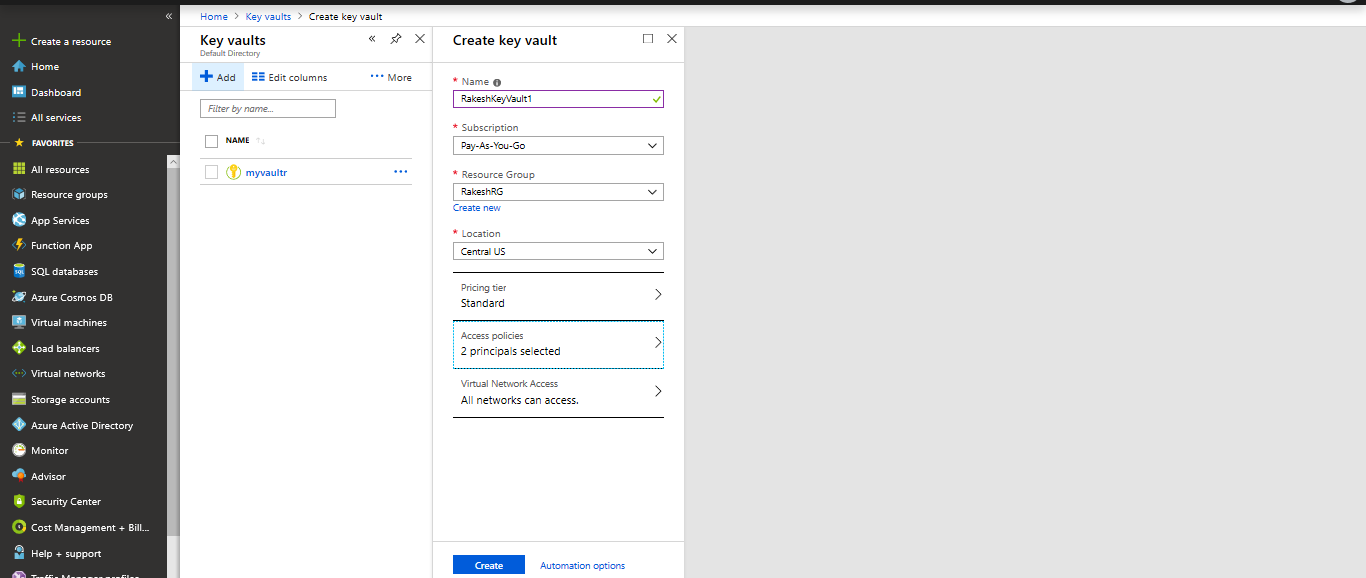 «
Create a resource
Home
Dashboard
All services
FAVORITES
All resources
Resource groups
App Services
Function App
SQL databases
Azure Cosmos DB
Virtual machines
Load balancers
Virtual networks
Storage accounts
Azure Active Directory
Monitor
Advisor
Security Center
Cost Management + Bill...
Help + support
Traffic Manager profiles
Home > Key vaults > Create key vault
Key vaults
Default Directory
Add Edit columns ••• More
Filter by name...
NAME
myvaultr •••
Create key vault
* Name
RakeshKeyVault1
* Subscription
Pay-As-You-Go
* Resource Group
RakeshRG
Create new
* Location
Central US
Pricing tier
Standard
Access policies
2 principals selected
Virtual Network Access
All networks can access.
Create Automation options